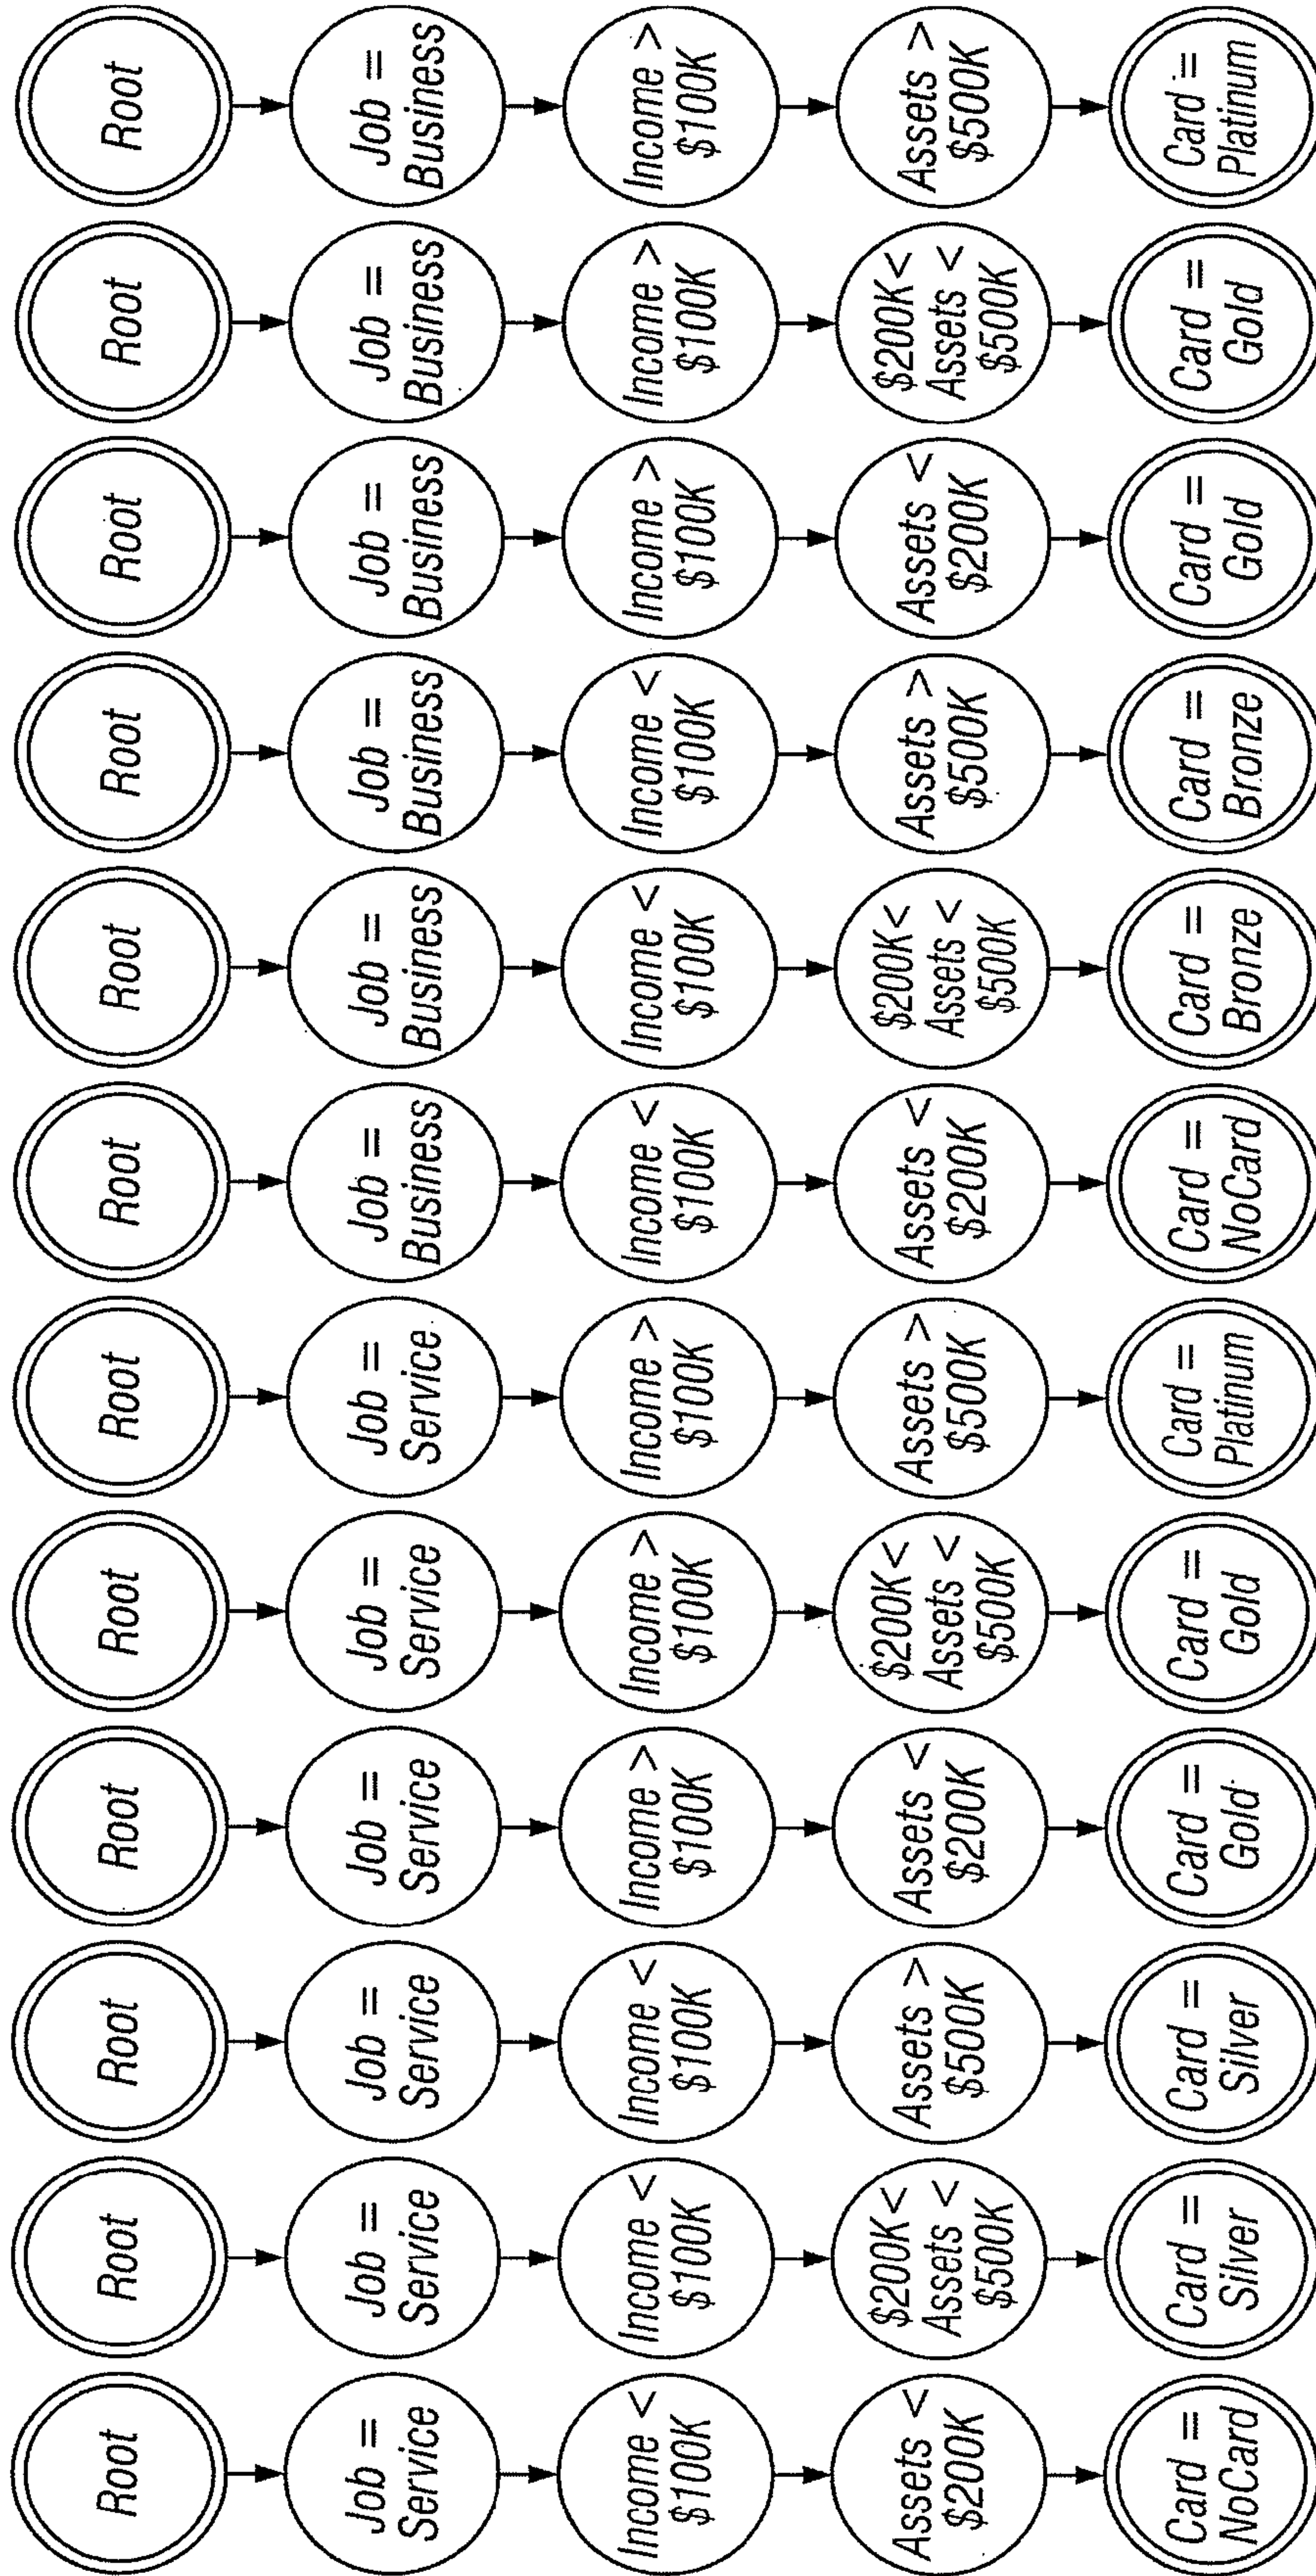 Root
Job =
Service
Income <
$100K
Assets <
$200K
Card =
NoCard
Root
Job =
Service
Income <
$100K
$200K<
Assets <
$500K
Card =
Silver
Root
Job =
Service
Income <
$100K
Assets >
$500K
Card =
Silver
Root
Job =
Service
Income >
$100K
Assets <
$200K
Card =
Gold
Root
Job =
Service
Income >
$100K
$200K<
Assets <
$500K
Card =
Gold
Root
Job =
Service
Income >
$100K
Assets >
$500K
Card =
Platinum
Root
Job =
Business
Income <
$100K
Assets <
$200K
Card =
NoCard
Root
Job =
Business
Income <
$100K
$200K<
Assets <
$500K
Card =
Bronze
Root
Job =
Business
Income <
$100K
Assets >
$500K
Card =
Bronze
Root
Job =
Business
Income >
$100K
Assets <
$200K
Card =
Gold
Root
Job =
Business
Income >
$100K
$200K<
Assets <
$500K
Card =
Gold
Root
Job =
Business
Income >
$100K
Assets >
$500K
Card =
Platinum